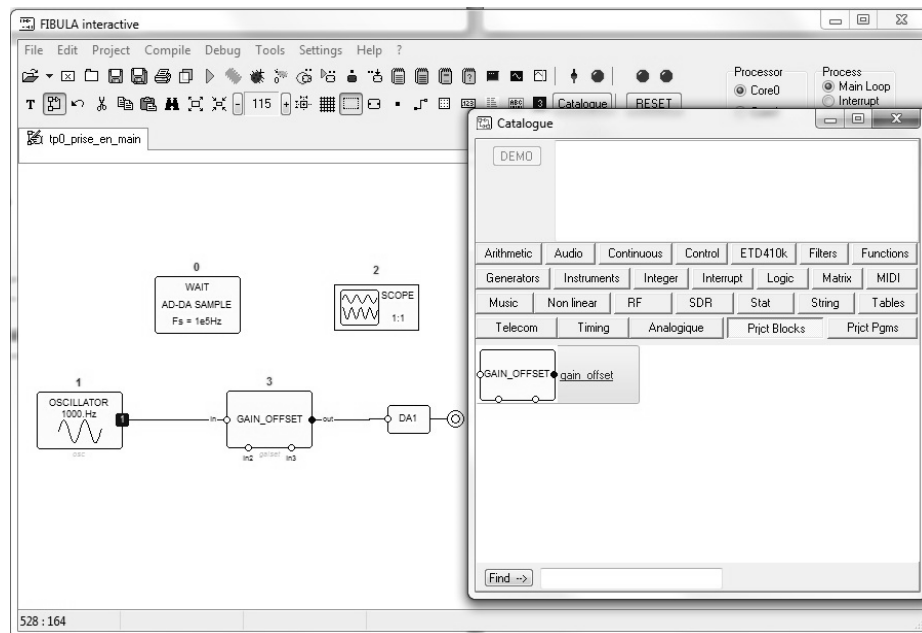 FIBULA interactive
File Edit Project Compile Debug Tools Settings Help ?
T 115 Catalogue RESET
Processor
Core0
Process
Main Loop
Interrupt
tp0_prise_en_main
0
WAIT
AD-DA SAMPLE
Fs = 1e5Hz
2
SCOPE
1:1
1
OSCILLATOR
1000.Hz
1
osc
3
in GAIN_OFFSET out
in2 in3
DA1
528 : 164
Catalogue
DEMO
Arithmetic Audio Continuous Control ETD410k Filters Functions
Generators Instruments Integer Interrupt Logic Matrix MIDI
Music Non linear RF SDR Stat String Tables
Telecom Timing Analogique Prjct Blocks Prjct Pgms
GAIN_OFFSET gain_offset
Find -->